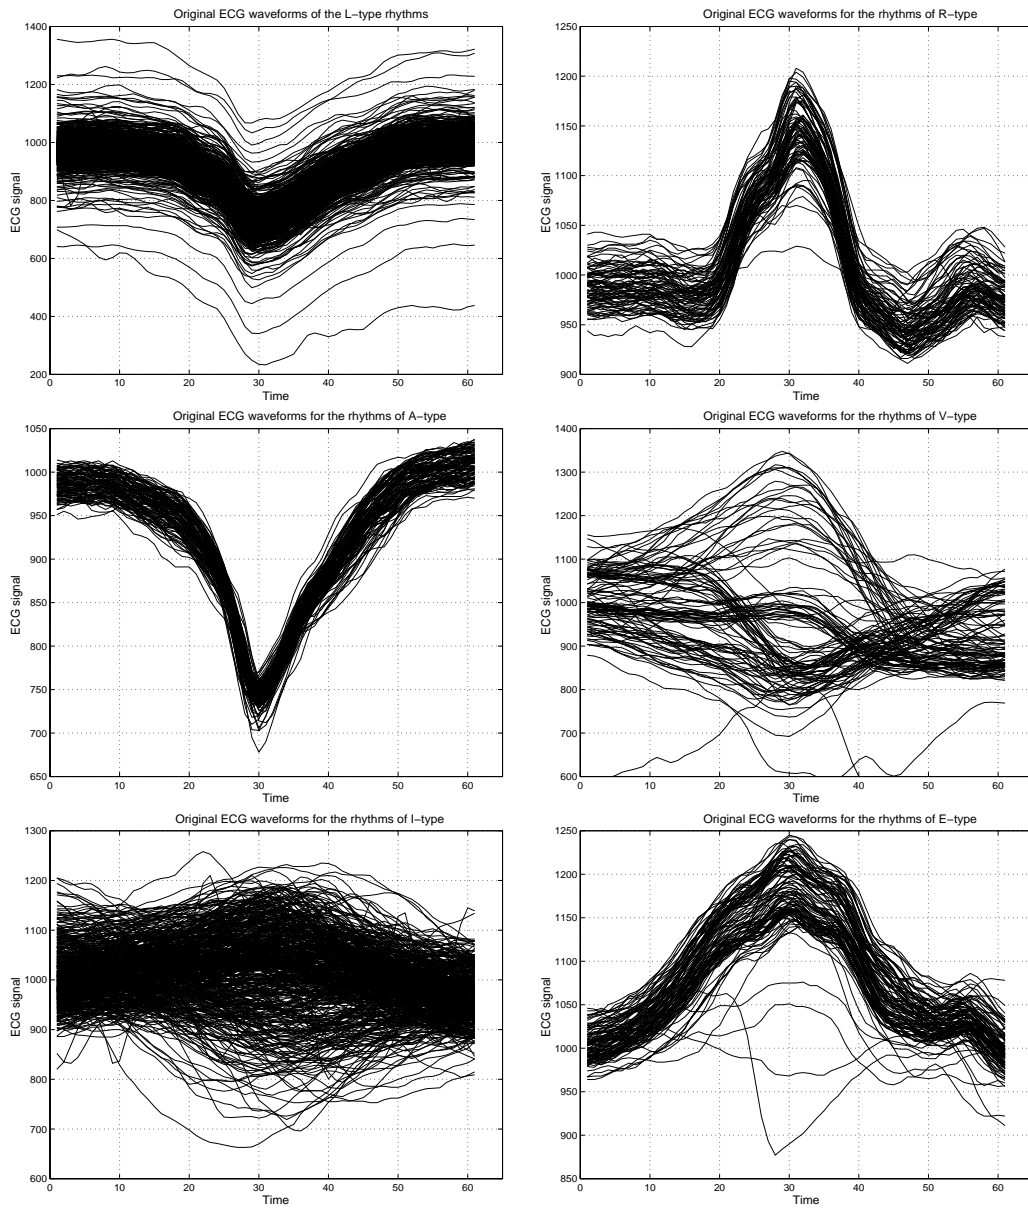 Original ECG waveforms of the L−type rhythms
1400
1200
1000
800
600
400
200
ECG signal
0 10 20 30 40 50 60
Time
Original ECG waveforms for the rhythms of R−type
1250
1200
1150
1100
1050
1000
950
900
ECG signal
0 10 20 30 40 50 60
Time
Original ECG waveforms for the rhythms of A−type
1050
1000
950
900
850
800
750
700
650
ECG signal
0 10 20 30 40 50 60
Time
Original ECG waveforms for the rhythms of V−type
1400
1300
1200
1100
1000
900
800
700
600
ECG signal
0 10 20 30 40 50 60
Time
Original ECG waveforms for the rhythms of I−type
1300
1200
1100
1000
900
800
700
600
ECG signal
0 10 20 30 40 50 60
Time
Original ECG waveforms for the rhythms of E−type
1250
1200
1150
1100
1050
1000
950
900
850
ECG signal
0 10 20 30 40 50 60
Time